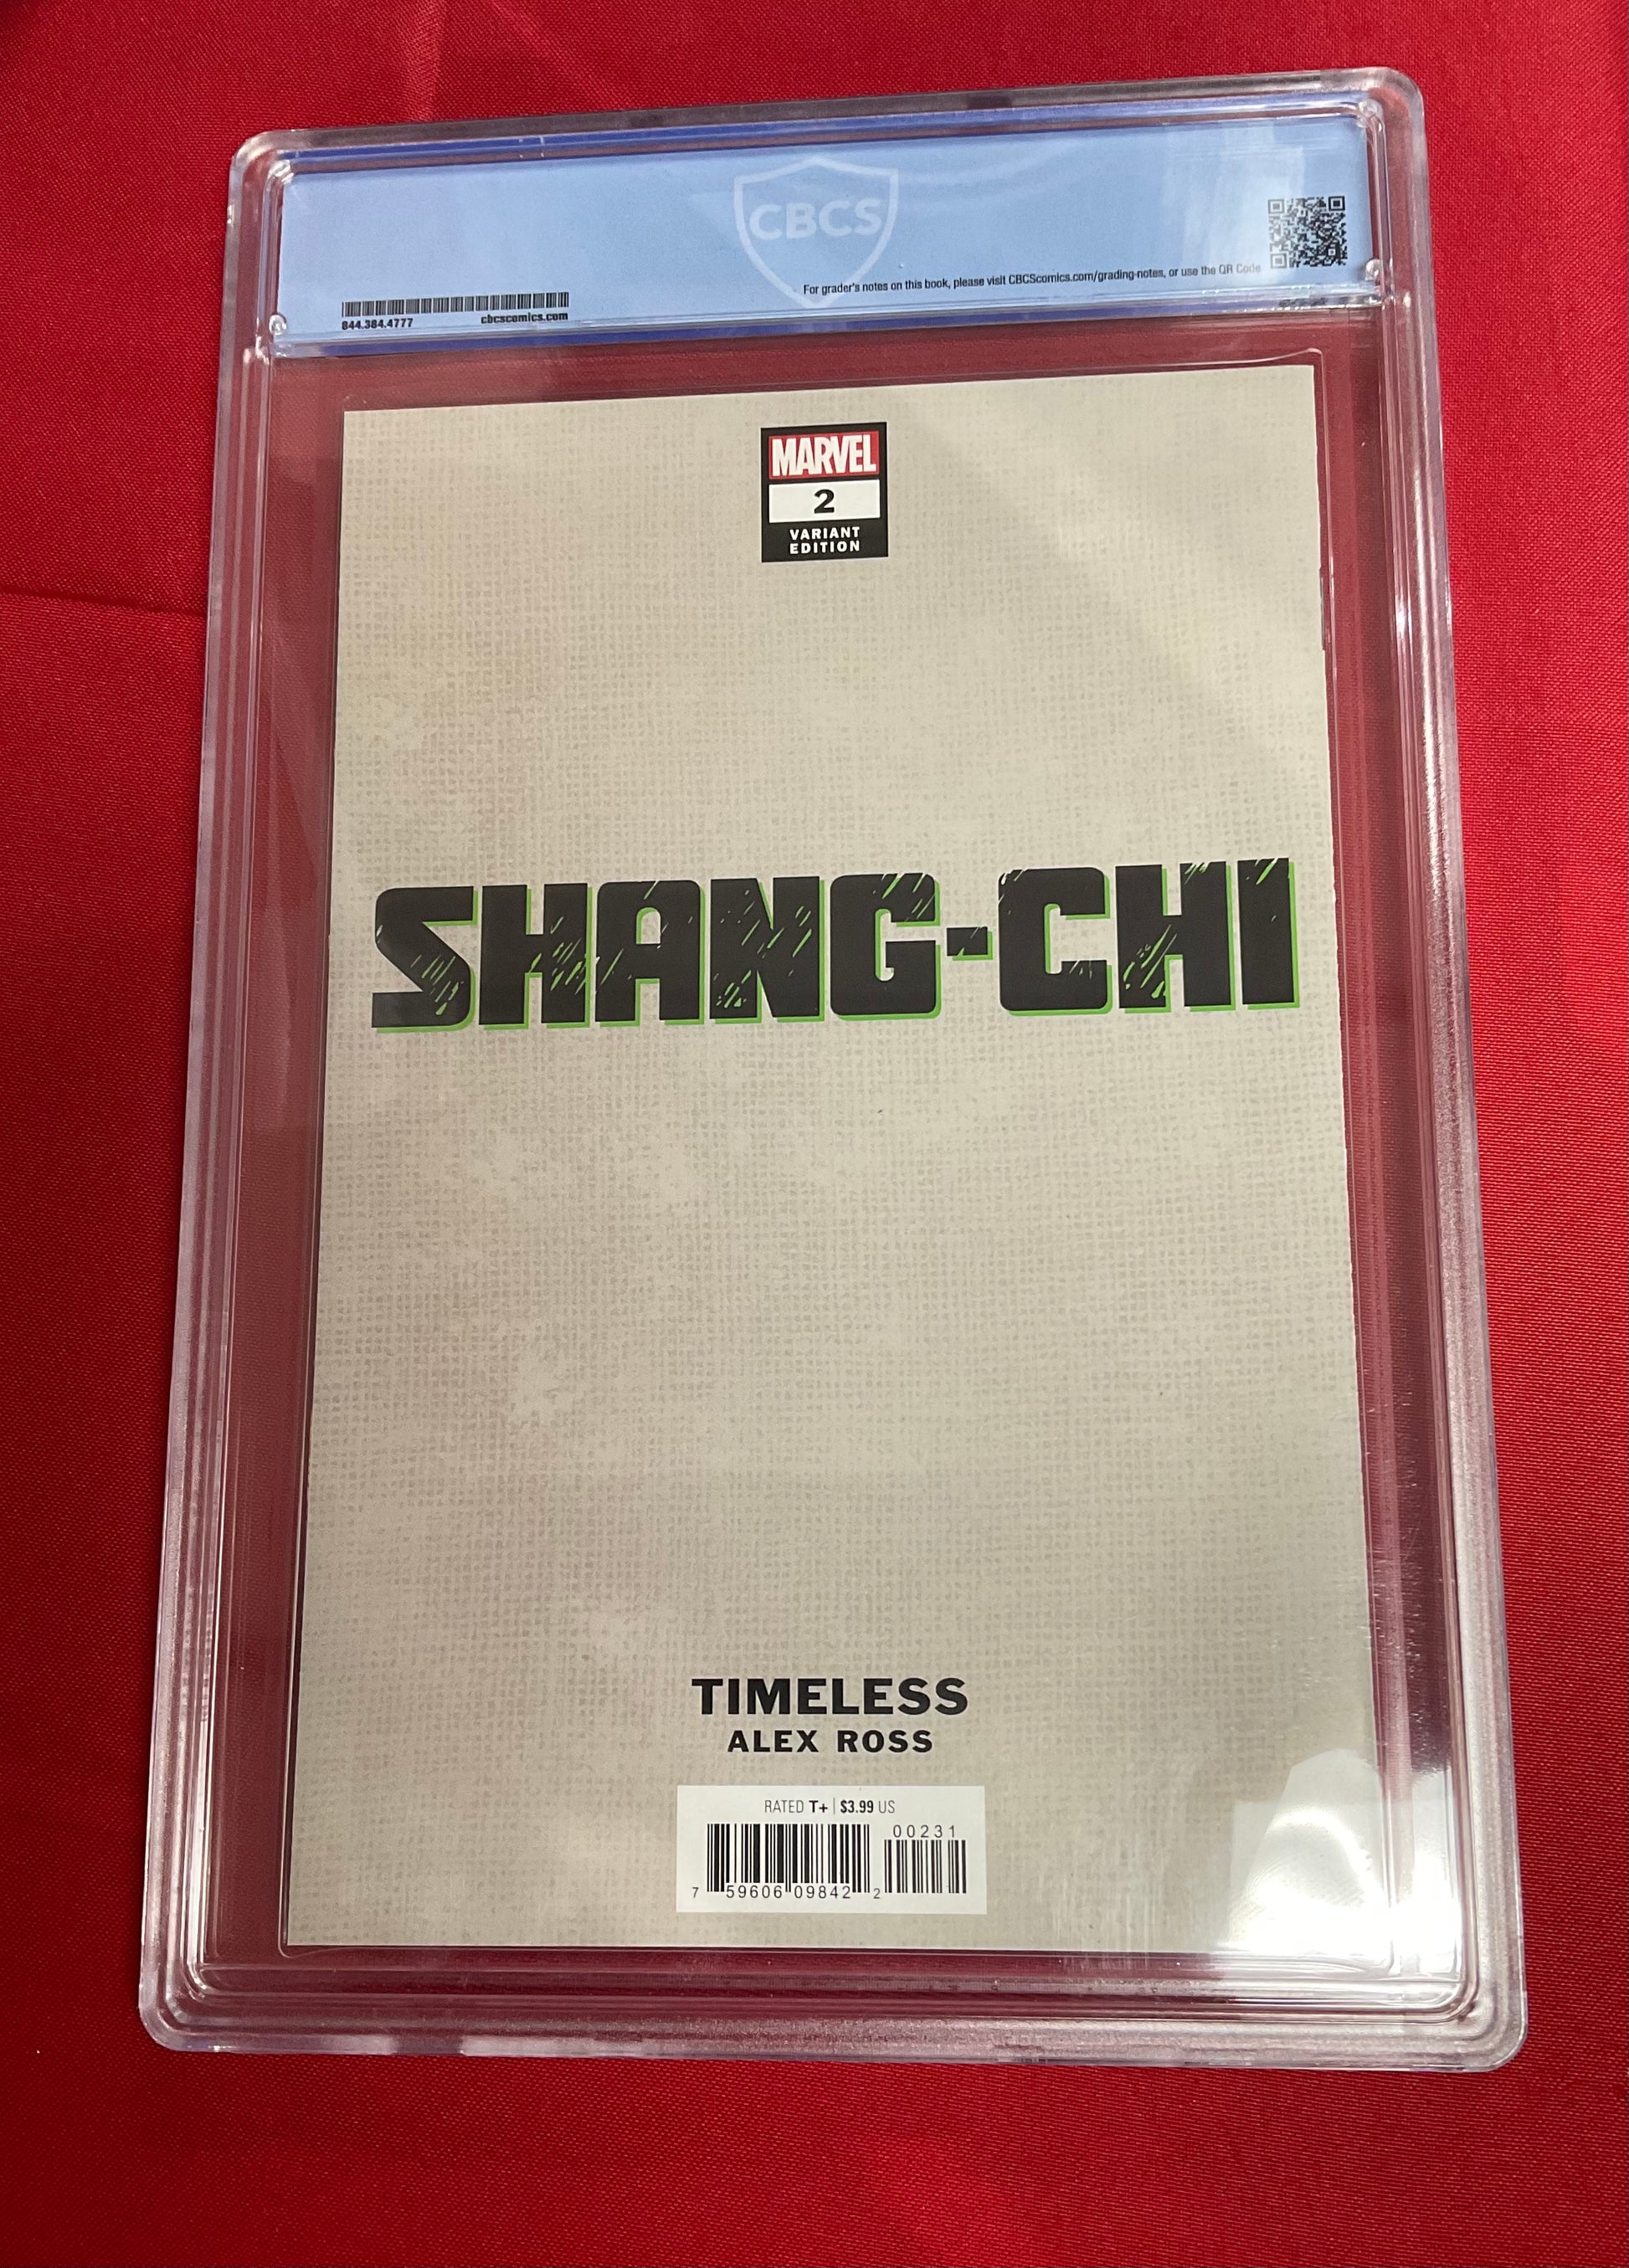 CBCS
For grader's notes on this book, please visit CBCScomics.com/grading-notes, or use the QR Code
844.384.4777 cbcscomics.com
MARVEL
2
VARIANT
EDITION
SHANG-CHI
TIMELESS
ALEX ROSS
RATED T+ | $3.99 US
00231
7 59606 09842 2